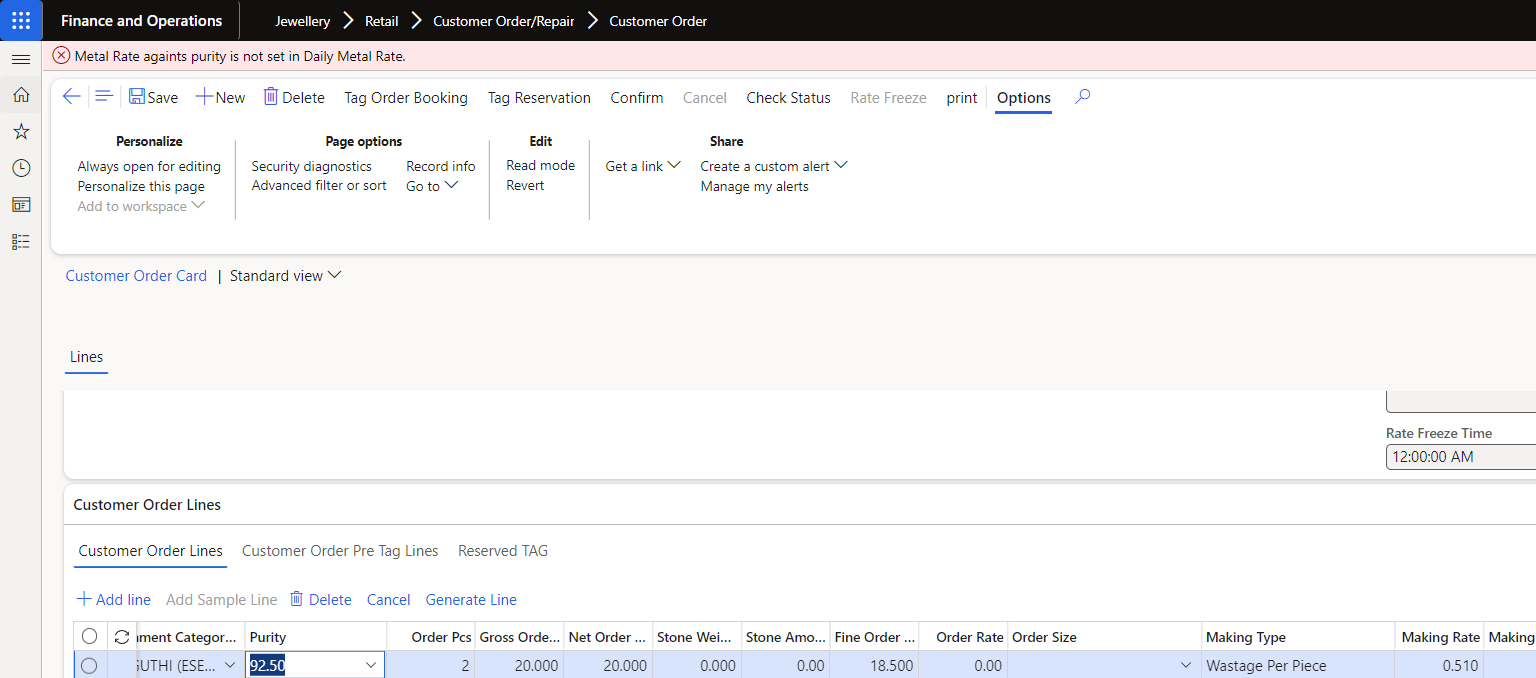 Finance and Operations
Jewellery Retail Customer Order/Repair Customer Order
Metal Rate againts purity is not set in Daily Metal Rate.
Save New Delete Tag Order Booking Tag Reservation Confirm Cancel Check Status Rate Freeze print Options
Personalize Page options Edit Share
Always open for editing Security diagnostics Record info Read mode Get a link Create a custom alert
Personalize this page Advanced filter or sort Go to Revert Manage my alerts
Add to workspace
Customer Order Card | Standard view
Lines
Rate Freeze Time
12:00:00 AM
Customer Order Lines
Customer Order Lines Customer Order Pre Tag Lines Reserved TAG
Add line Add Sample Line Delete Cancel Generate Line
nment Categor... Purity Order Pcs Gross Orde... Net Order ... Stone Wei... Stone Amo... Fine Order ... Order Rate Order Size Making Type Making Rate Making
GUTHI (ESE... 92.50 2 20.000 20.000 0.000 0.00 18.500 0.00 Wastage Per Piece 0.510